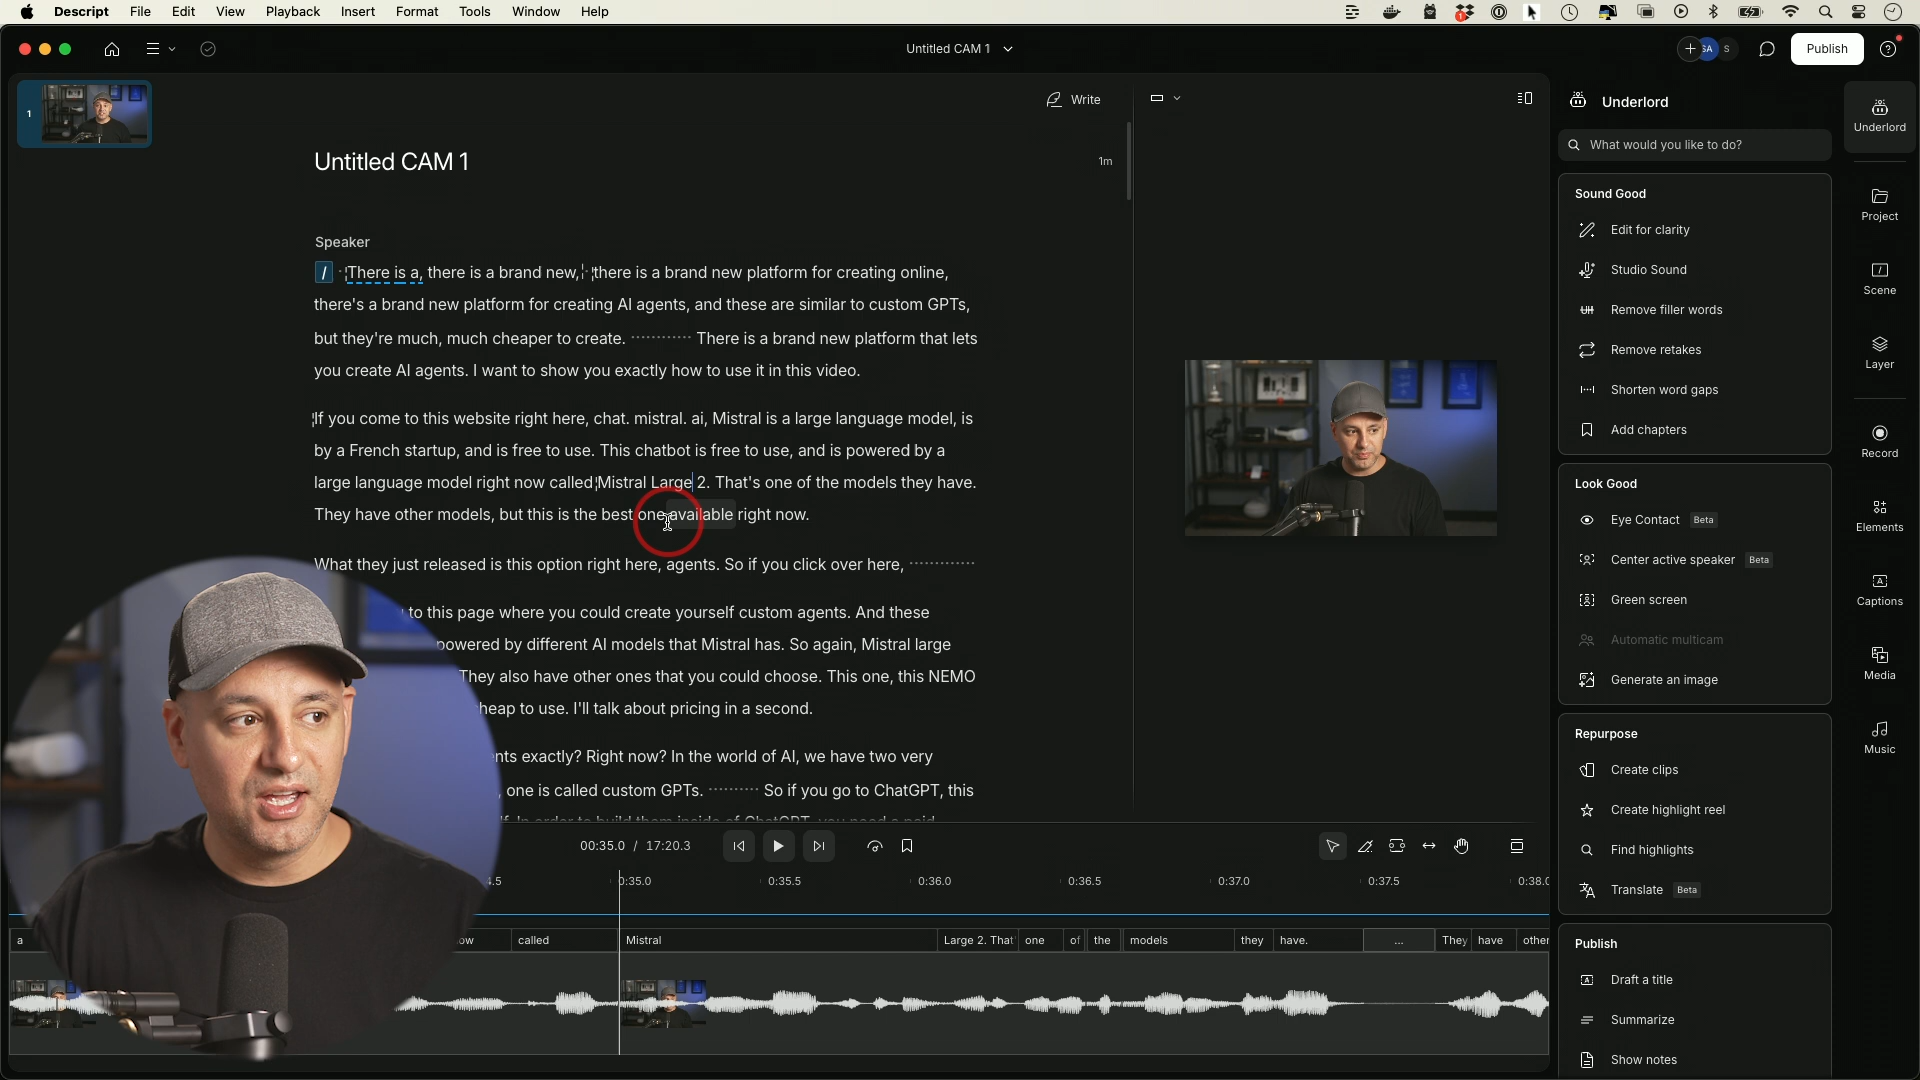 Descript File Edit View Playback Insert Format Tools Window Help
1
Untitled CAM 1
SA S
Publish
1
Write
Untitled CAM 1
1m
Speaker
/ There is a, there is a brand new, there is a brand new platform for creating online,
there's a brand new platform for creating AI agents, and these are similar to custom GPTs,
but they're much, much cheaper to create. ············ There is a brand new platform that lets
you create AI agents. I want to show you exactly how to use it in this video.
If you come to this website right here, chat. mistral. ai, Mistral is a large language model, is
by a French startup, and is free to use. This chatbot is free to use, and is powered by a
large language model right now called Mistral Large 2. That's one of the models they have.
They have other models, but this is the best one available right now.
What they just released is this option right here, agents. So if you click over here, ·············
to this page where you could create yourself custom agents. And these
powered by different AI models that Mistral has. So again, Mistral large
They also have other ones that you could choose. This one, this NEMO
heap to use. I'll talk about pricing in a second.
nts exactly? Right now? In the world of AI, we have two very
, one is called custom GPTs. ·········· So if you go to ChatGPT, this
In order to build them inside of ChatGPT, you need a paid
00:35.0 / 17:20.3
4.5 0:35.0 0:35.5 0:36.0 0:36.5 0:37.0 0:37.5 0:38.0
a ow called Mistral Large 2. That' one of the models they have. ... They have other
Underlord
What would you like to do?
Sound Good
Edit for clarity
Studio Sound
Remove filler words
Remove retakes
Shorten word gaps
Add chapters
Look Good
Eye Contact Beta
Center active speaker Beta
Green screen
Automatic multicam
Generate an image
Repurpose
Create clips
Create highlight reel
Find highlights
Translate Beta
Publish
Draft a title
Summarize
Show notes
Underlord
Project
Scene
Layer
Record
Elements
Captions
Media
Music